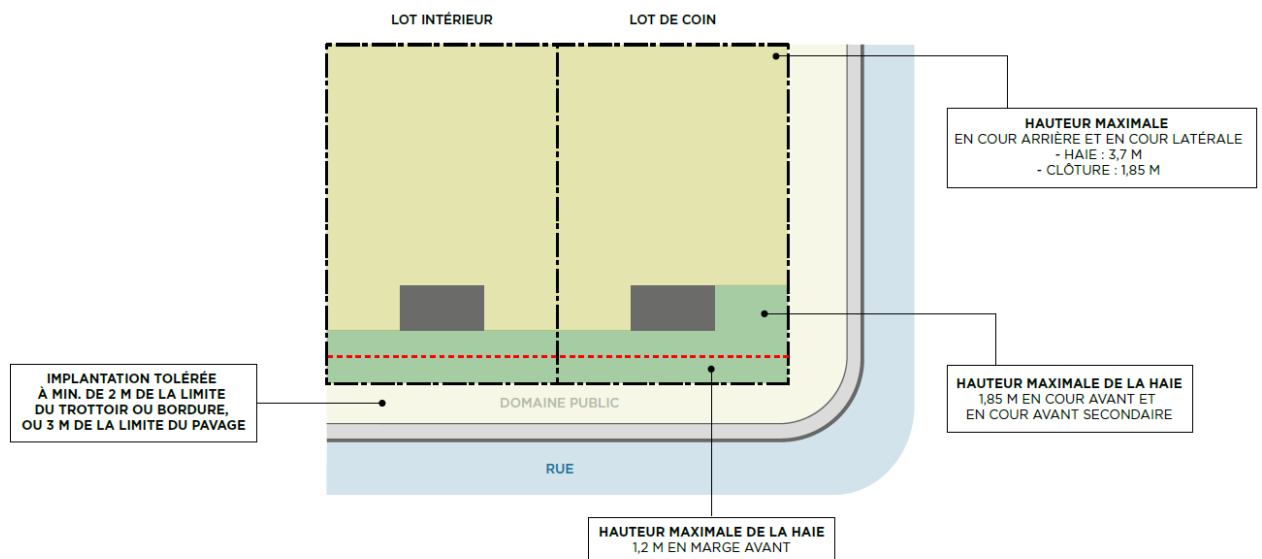 LOT INTÉRIEUR
LOT DE COIN
HAUTEUR MAXIMALE
EN COUR ARRIÈRE ET EN COUR LATÉRALE
- HAIE : 3,7 M
- CLÔTURE : 1,85 M
IMPLANTATION TOLÉRÉE
À MIN. DE 2 M DE LA LIMITE
DU TROTTOIR OU BORDURE,
OU 3 M DE LA LIMITE DU PAVAGE
HAUTEUR MAXIMALE DE LA HAIE
1,85 M EN COUR AVANT ET
EN COUR AVANT SECONDAIRE
DOMAINE PUBLIC
RUE
HAUTEUR MAXIMALE DE LA HAIE
1,2 M EN MARGE AVANT